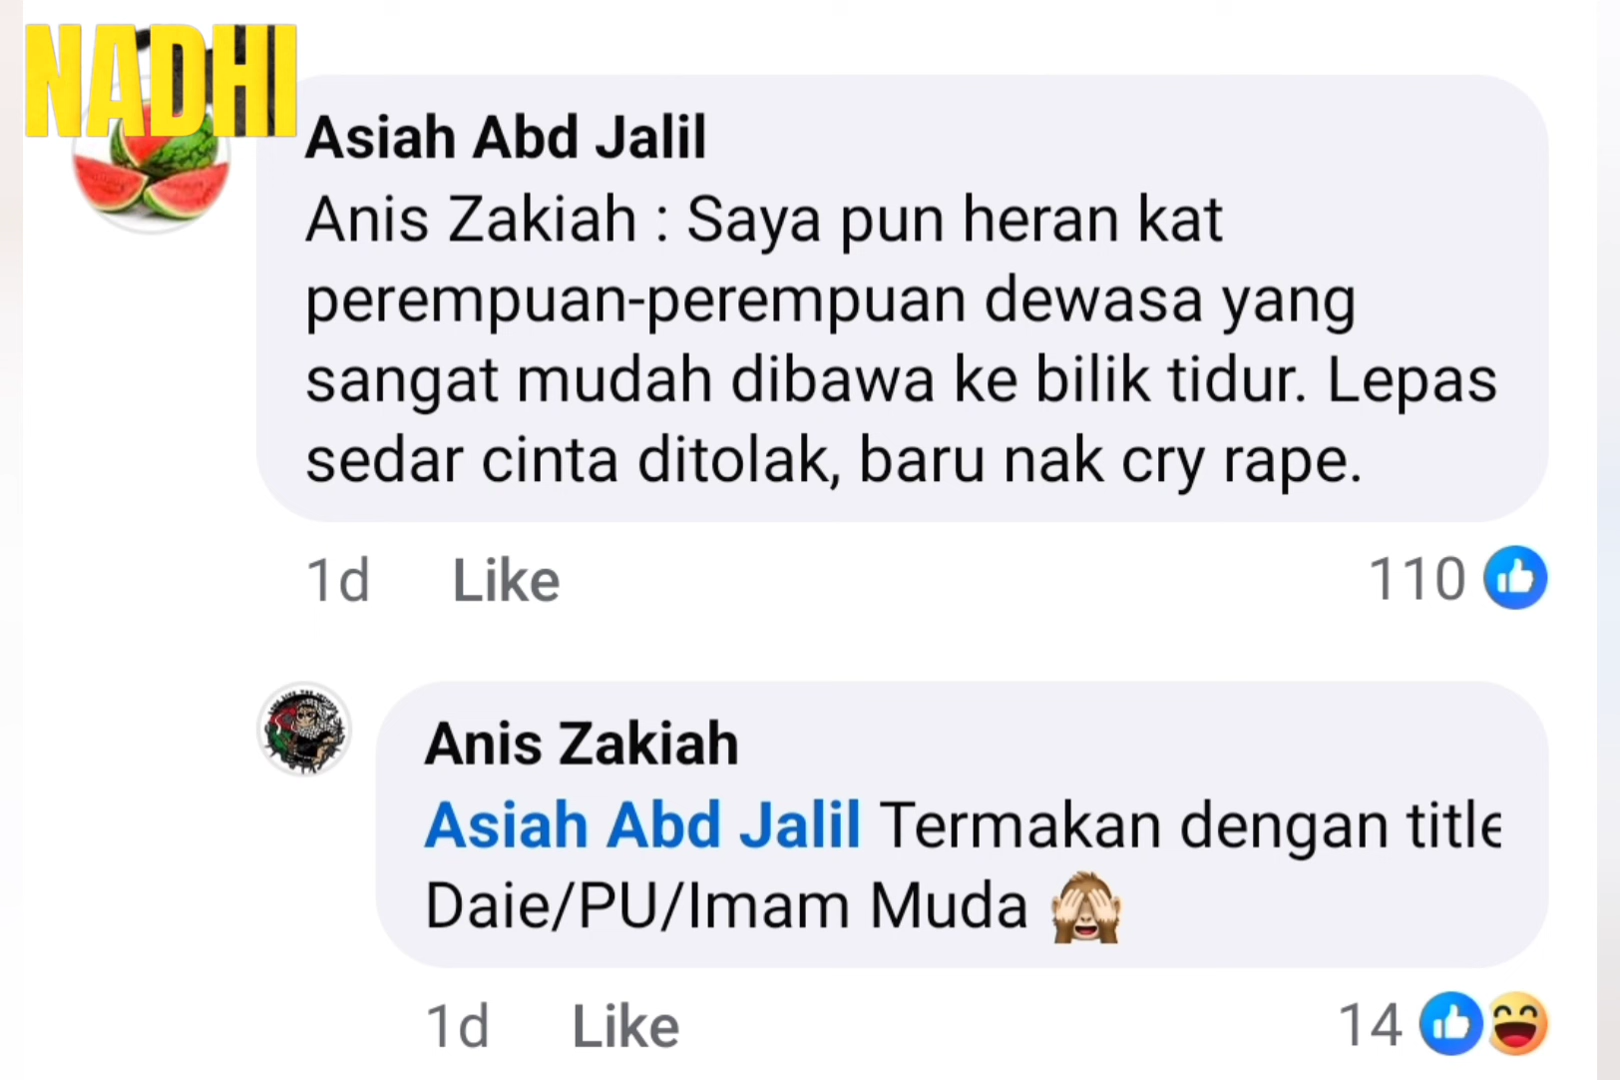 NADHI
Asiah Abd Jalil
Anis Zakiah : Saya pun heran kat
perempuan-perempuan dewasa yang
sangat mudah dibawa ke bilik tidur. Lepas
sedar cinta ditolak, baru nak cry rape.
1d Like 110
Anis Zakiah
Asiah Abd Jalil Termakan dengan title
Daie/PU/Imam Muda 🙈
1d Like 14